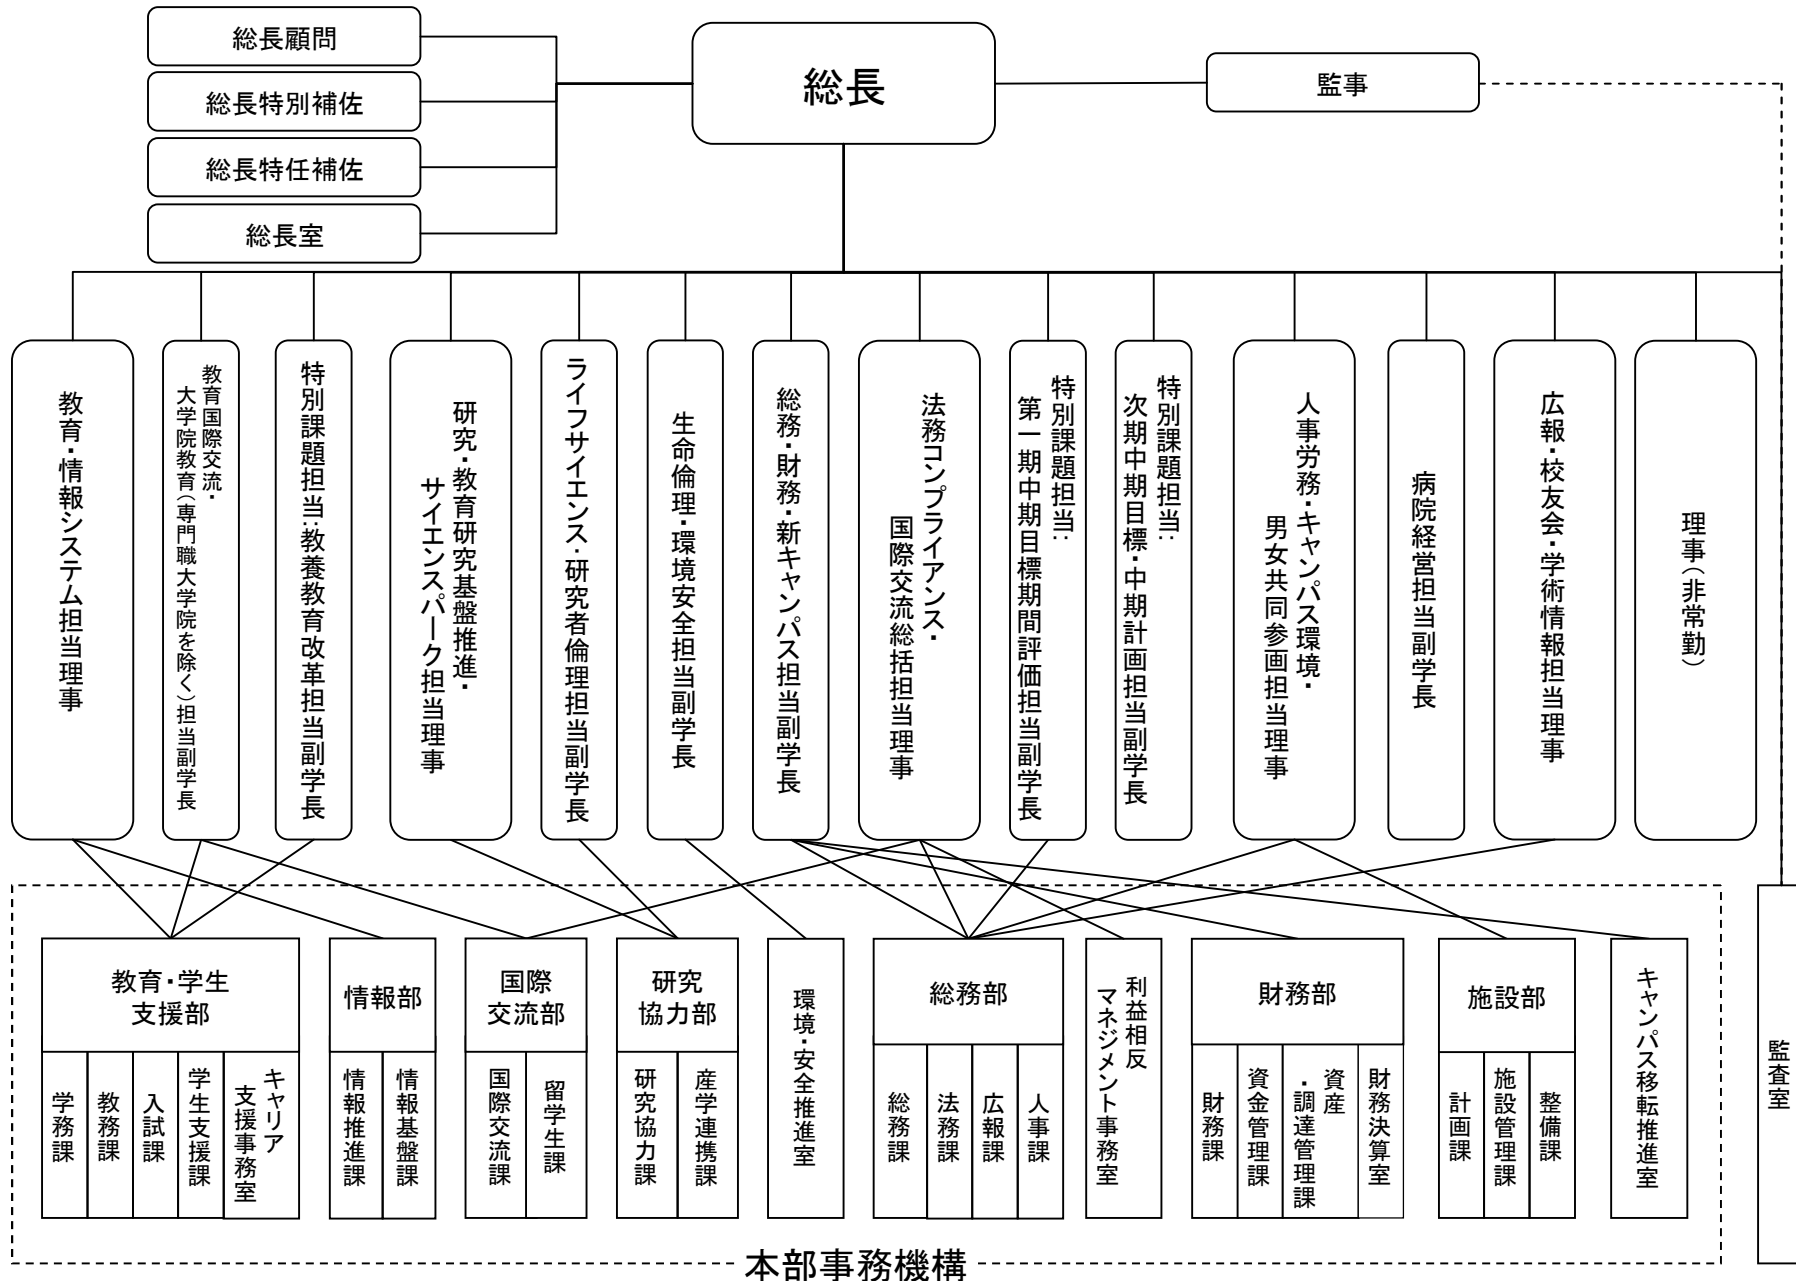 総長顧問
総長特別補佐
総長特任補佐
総長室
総長
監事
教育・情報システム担当理事
教育国際交流・
大学院教育（専門職大学院を除く）担当副学長
特別課題担当：教養教育改革担当副学長
研究・教育研究基盤推進・
サイエンスパーク担当理事
ライフサイエンス・研究者倫理担当副学長
生命倫理・環境安全担当副学長
総務・財務・新キャンパス担当副学長
法務コンプライアンス・
国際交流総括担当理事
特別課題担当：
第一期中期目標期間評価担当副学長
特別課題担当：
次期中期目標・中期計画担当副学長
人事労務・キャンパス環境・
男女共同参画担当理事
病院経営担当副学長
広報・校友会・学術情報担当理事
理事（非常勤）
教育・学生
支援部
学務課
教務課
入試課
学生支援課
キャリア
支援事務室
情報部
情報推進課
情報基盤課
国際
交流部
国際交流課
留学生課
研究
協力部
研究協力課
産学連携課
環境・安全推進室
総務部
総務課
法務課
広報課
人事課
利益相反
マネジメント事務室
財務部
財務課
資金管理課
資産
・調達管理課
財務決算室
施設部
計画課
施設管理課
整備課
キャンパス移転推進室
監査室
本部事務機構